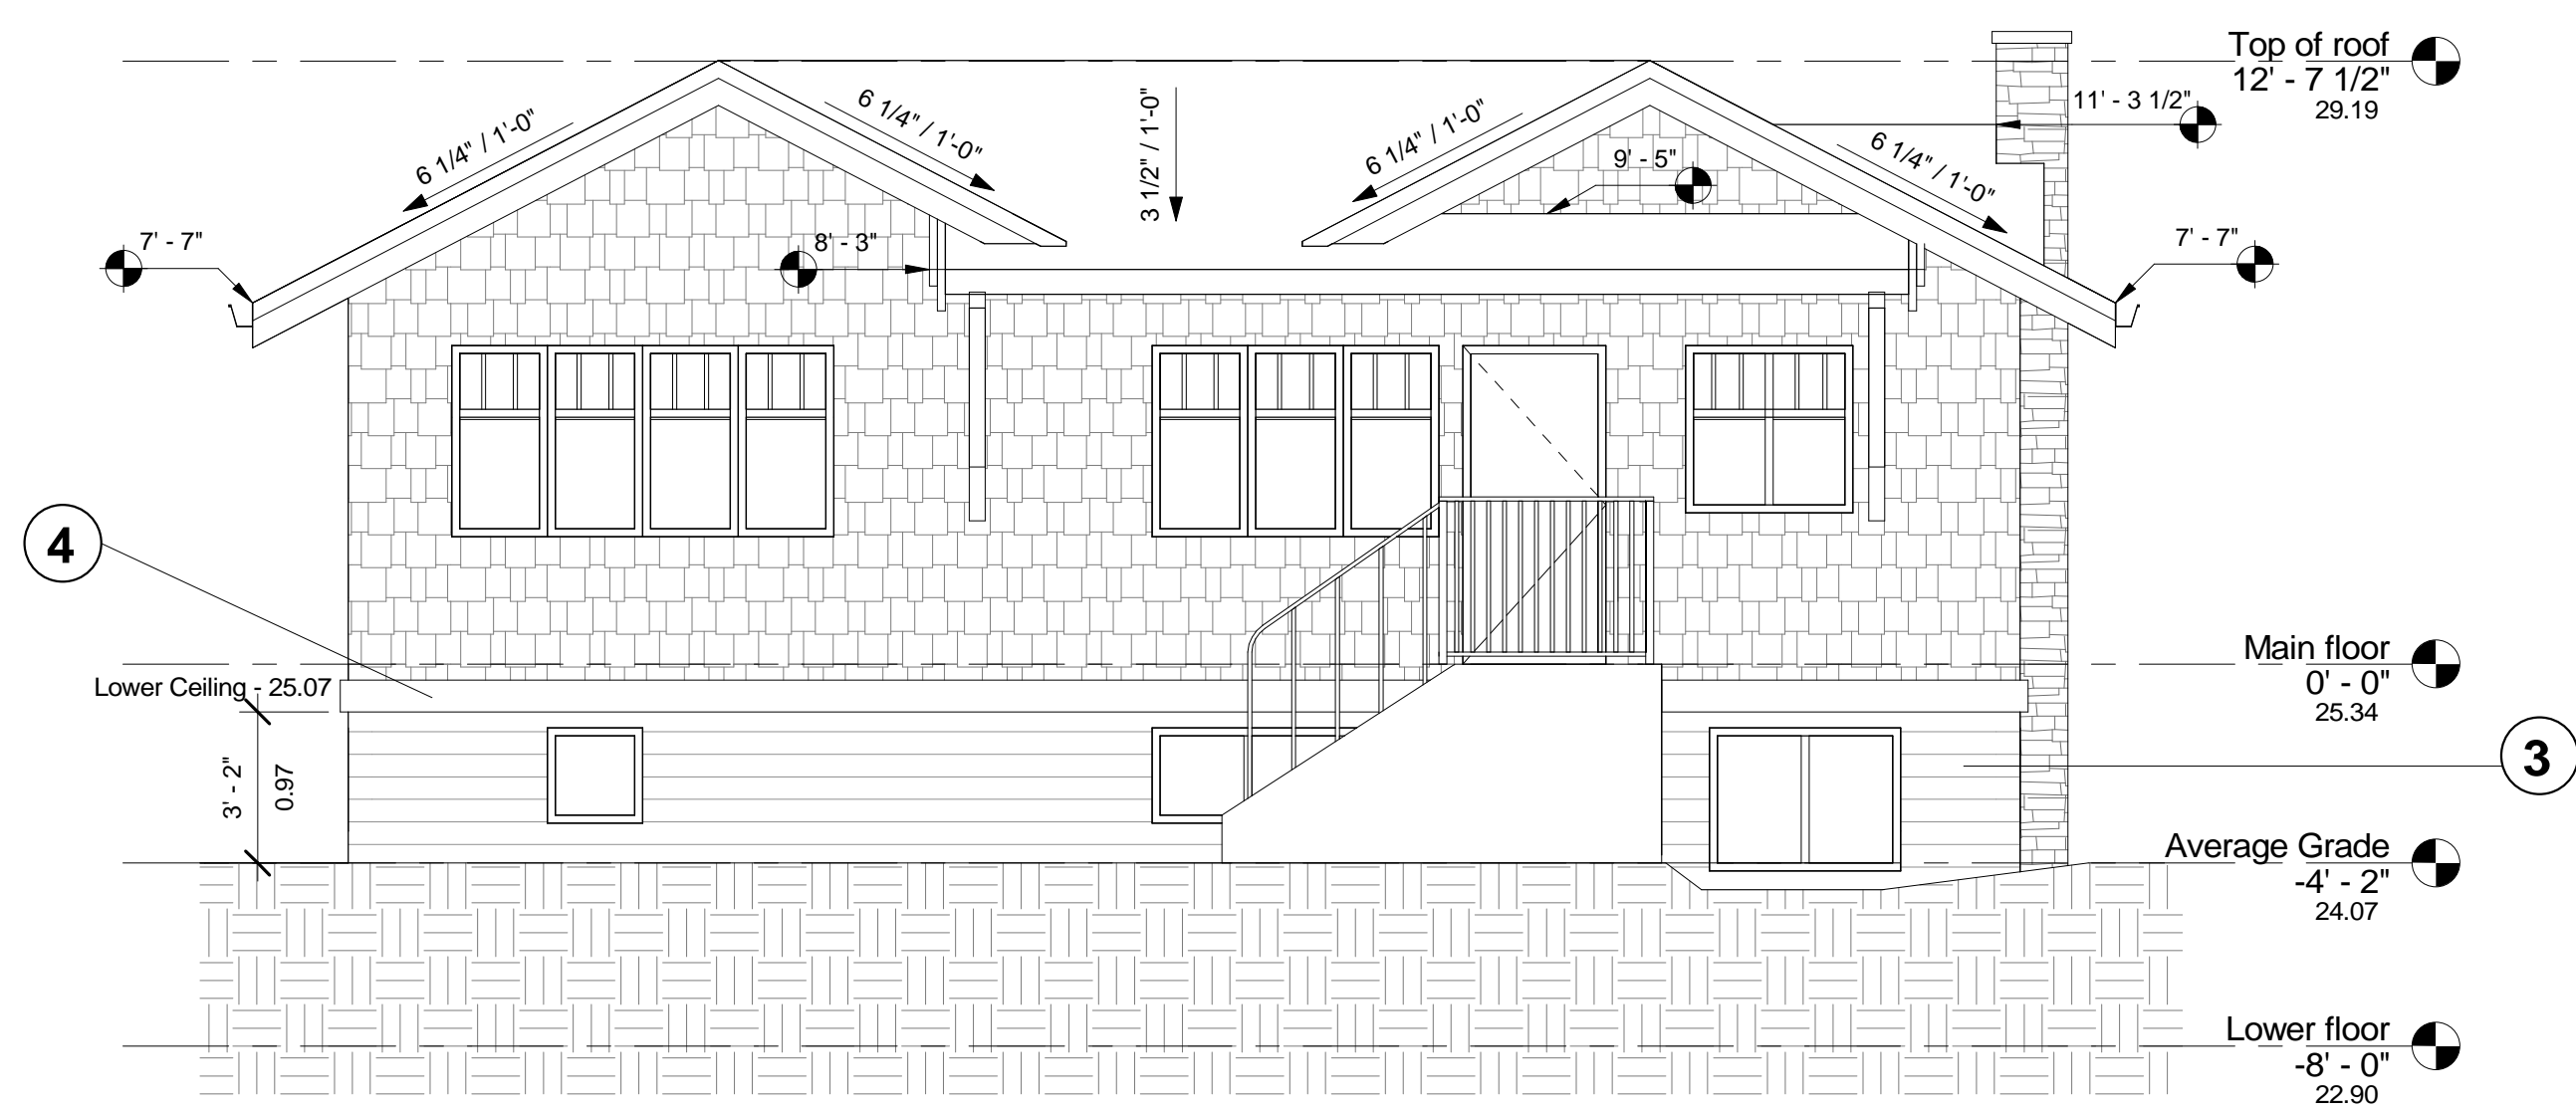 Top of roof
12' - 7 1/2"
29.19
11' - 3 1/2"
6 1/4" / 1'-0"
6 1/4" / 1'-0"
3 1/2" / 1'-0"
6 1/4" / 1'-0"
9' - 5"
6 1/4" / 1'-0"
7' - 7"
8' - 3"
7' - 7"
4
Main floor
0' - 0"
25.34
Lower Ceiling - 25.07
3' - 2"
0.97
3
Average Grade
-4' - 2"
24.07
Lower floor
-8' - 0"
22.90